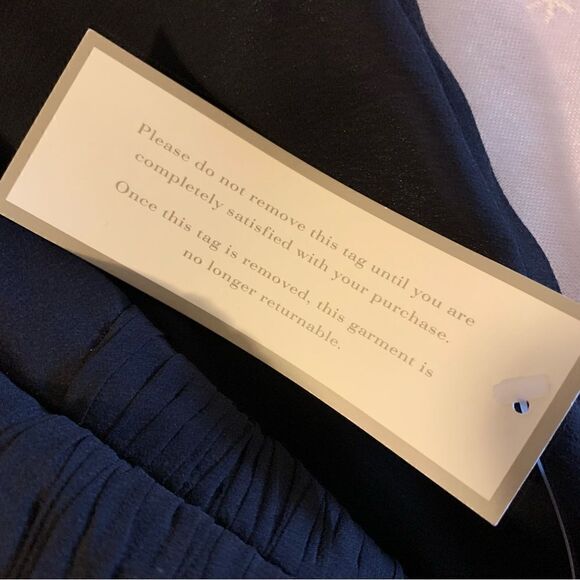 Please do not remove this tag until you are
completely satisfied with your purchase.
Once this tag is removed, this garment is
no longer returnable.